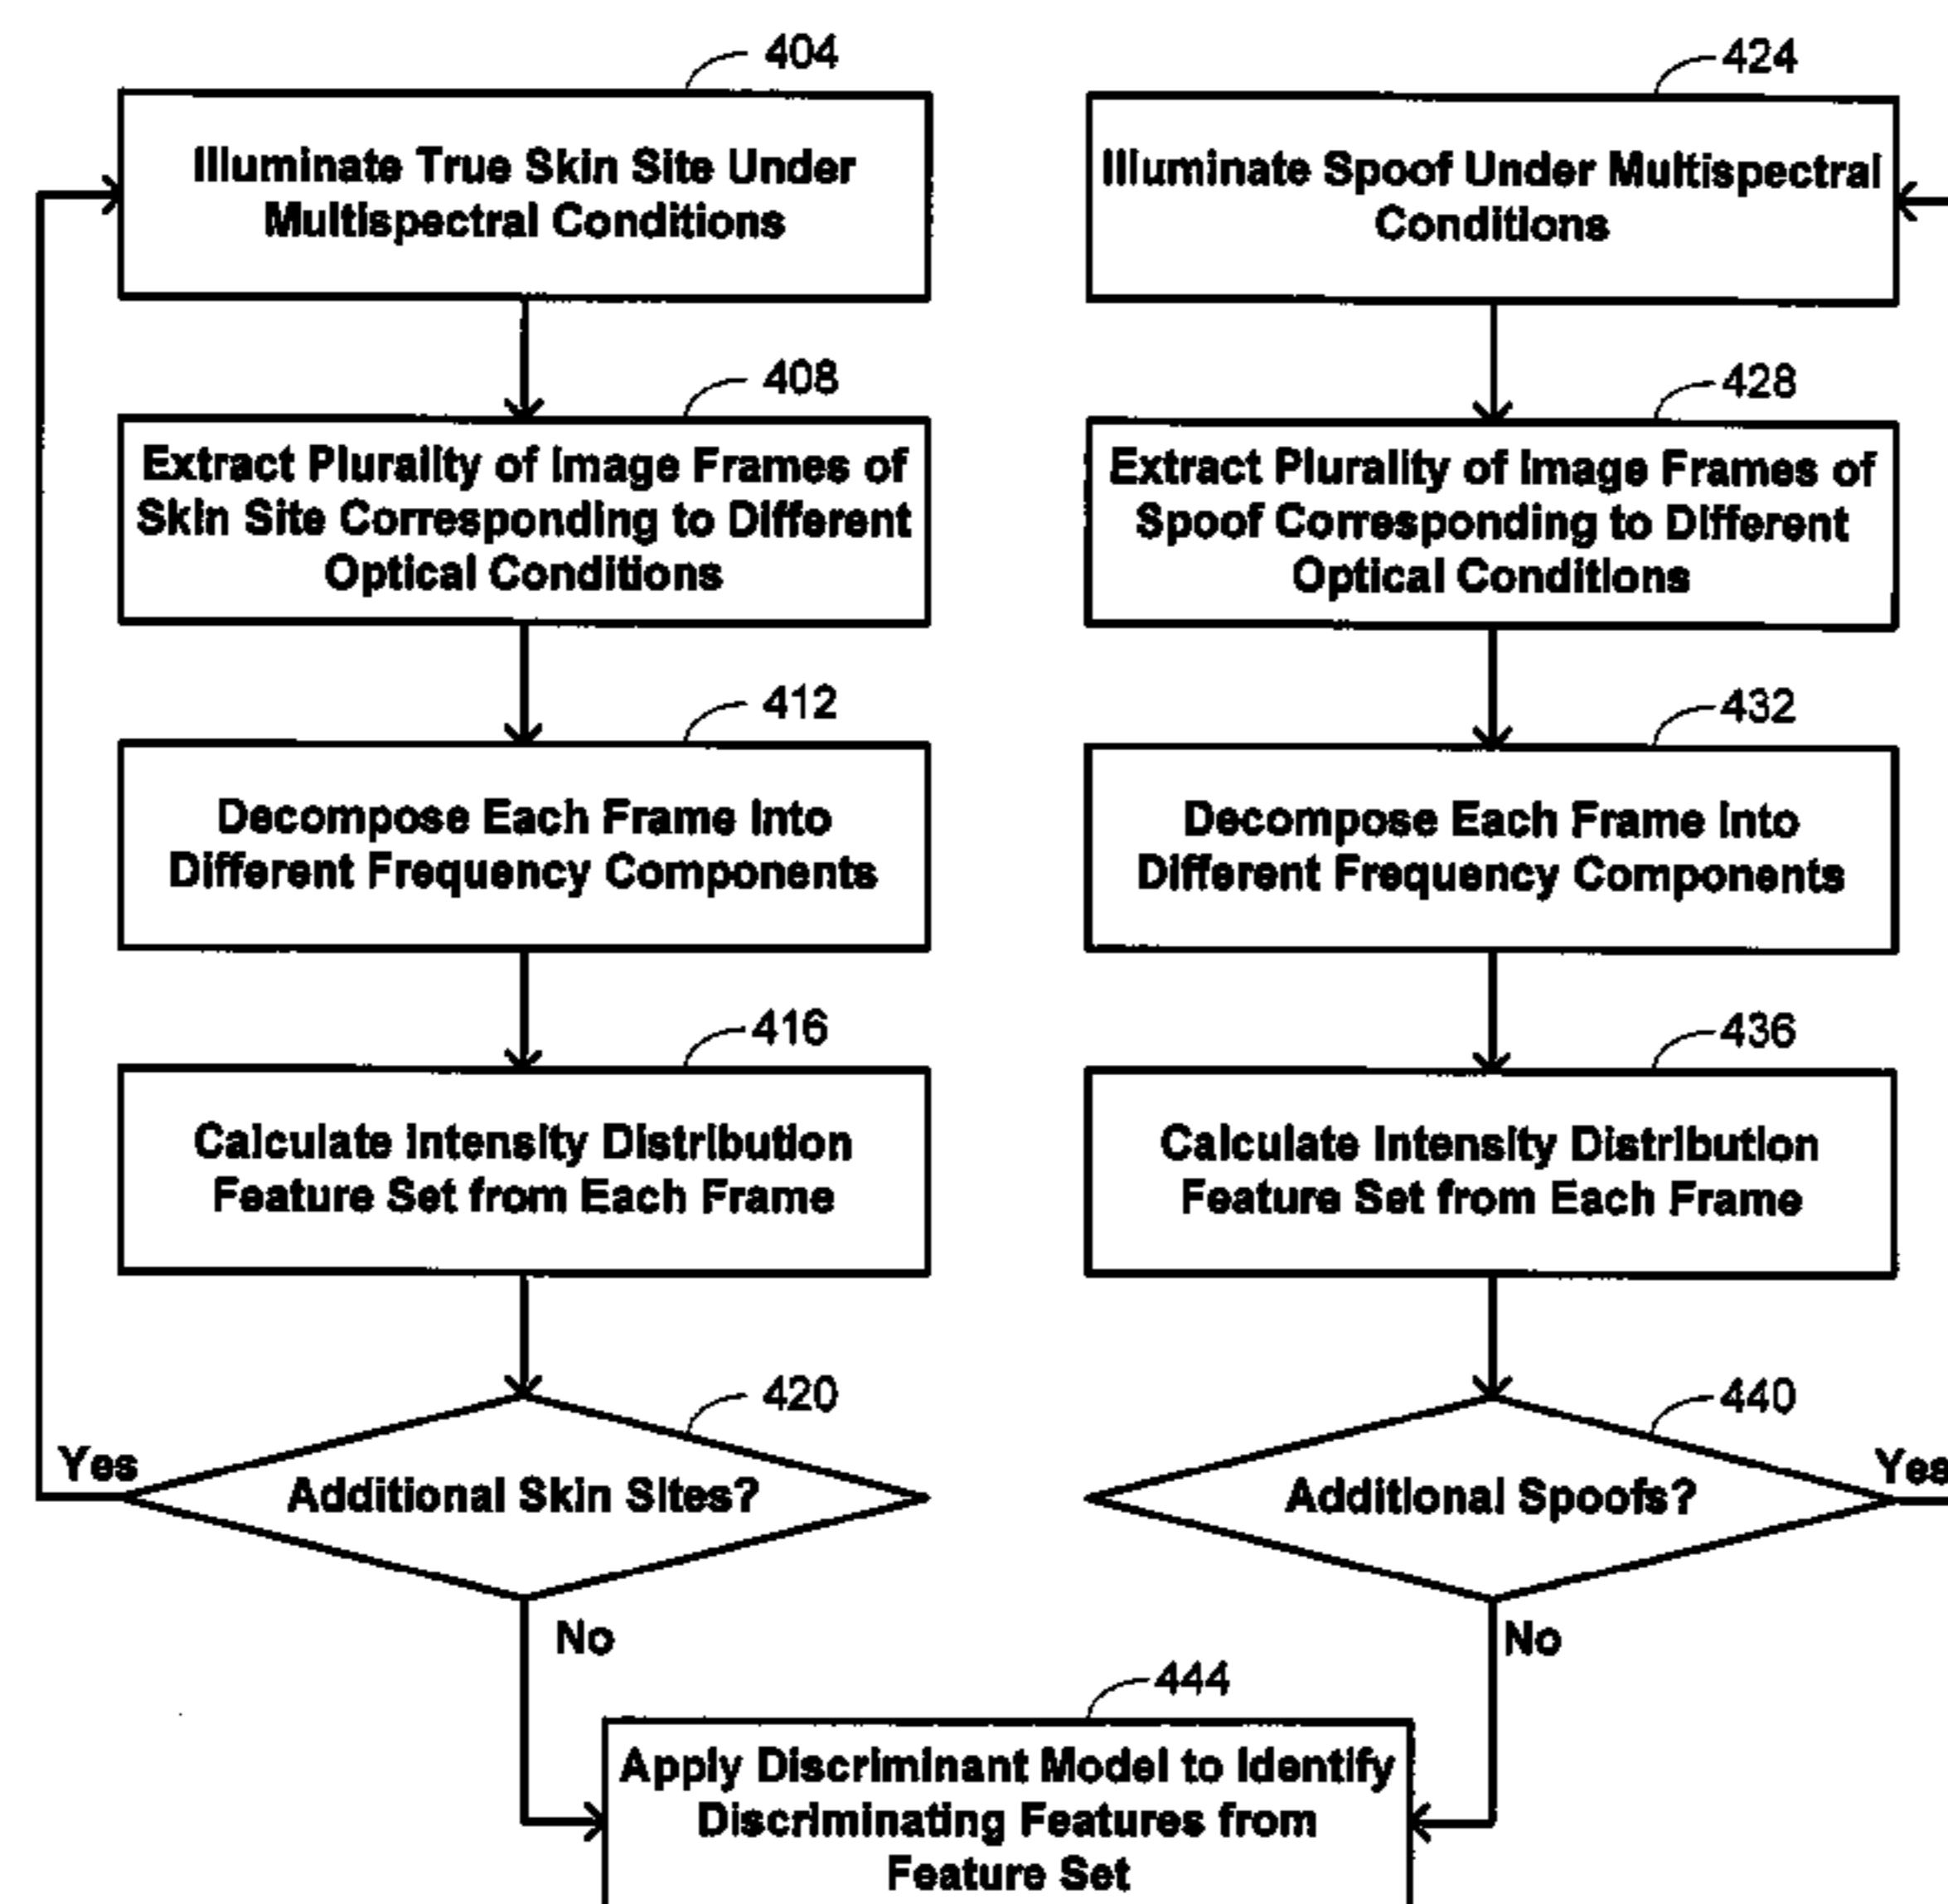 404
Illuminate True Skin Site Under
Multispectral Conditions
408
Extract Plurality of Image Frames of
Skin Site Corresponding to Different
Optical Conditions
412
Decompose Each Frame Into
Different Frequency Components
416
Calculate Intensity Distribution
Feature Set from Each Frame
420
Yes
Additional Skin Sites?
No
424
Illuminate Spoof Under Multispectral
Conditions
428
Extract Plurality of Image Frames of
Spoof Corresponding to Different
Optical Conditions
432
Decompose Each Frame Into
Different Frequency Components
436
Calculate Intensity Distribution
Feature Set from Each Frame
440
Yes
Additional Spoofs?
No
444
Apply Discriminant Model to Identify
Discriminating Features from
Feature Set